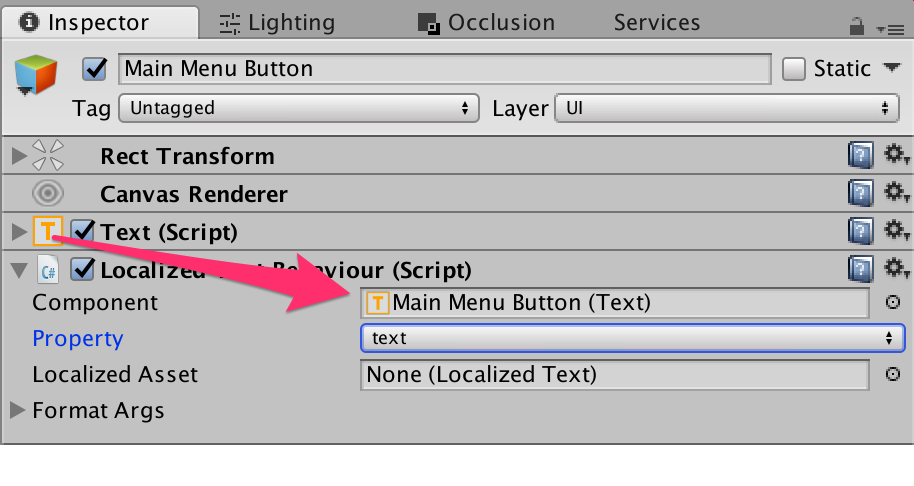 Inspector Lighting Occlusion Services
Main Menu Button Static
Tag Untagged Layer UI
Rect Transform
Canvas Renderer
T Text (Script)
C# Localized Behaviour (Script)
Component T Main Menu Button (Text)
Property text
Localized Asset None (Localized Text)
Format Args